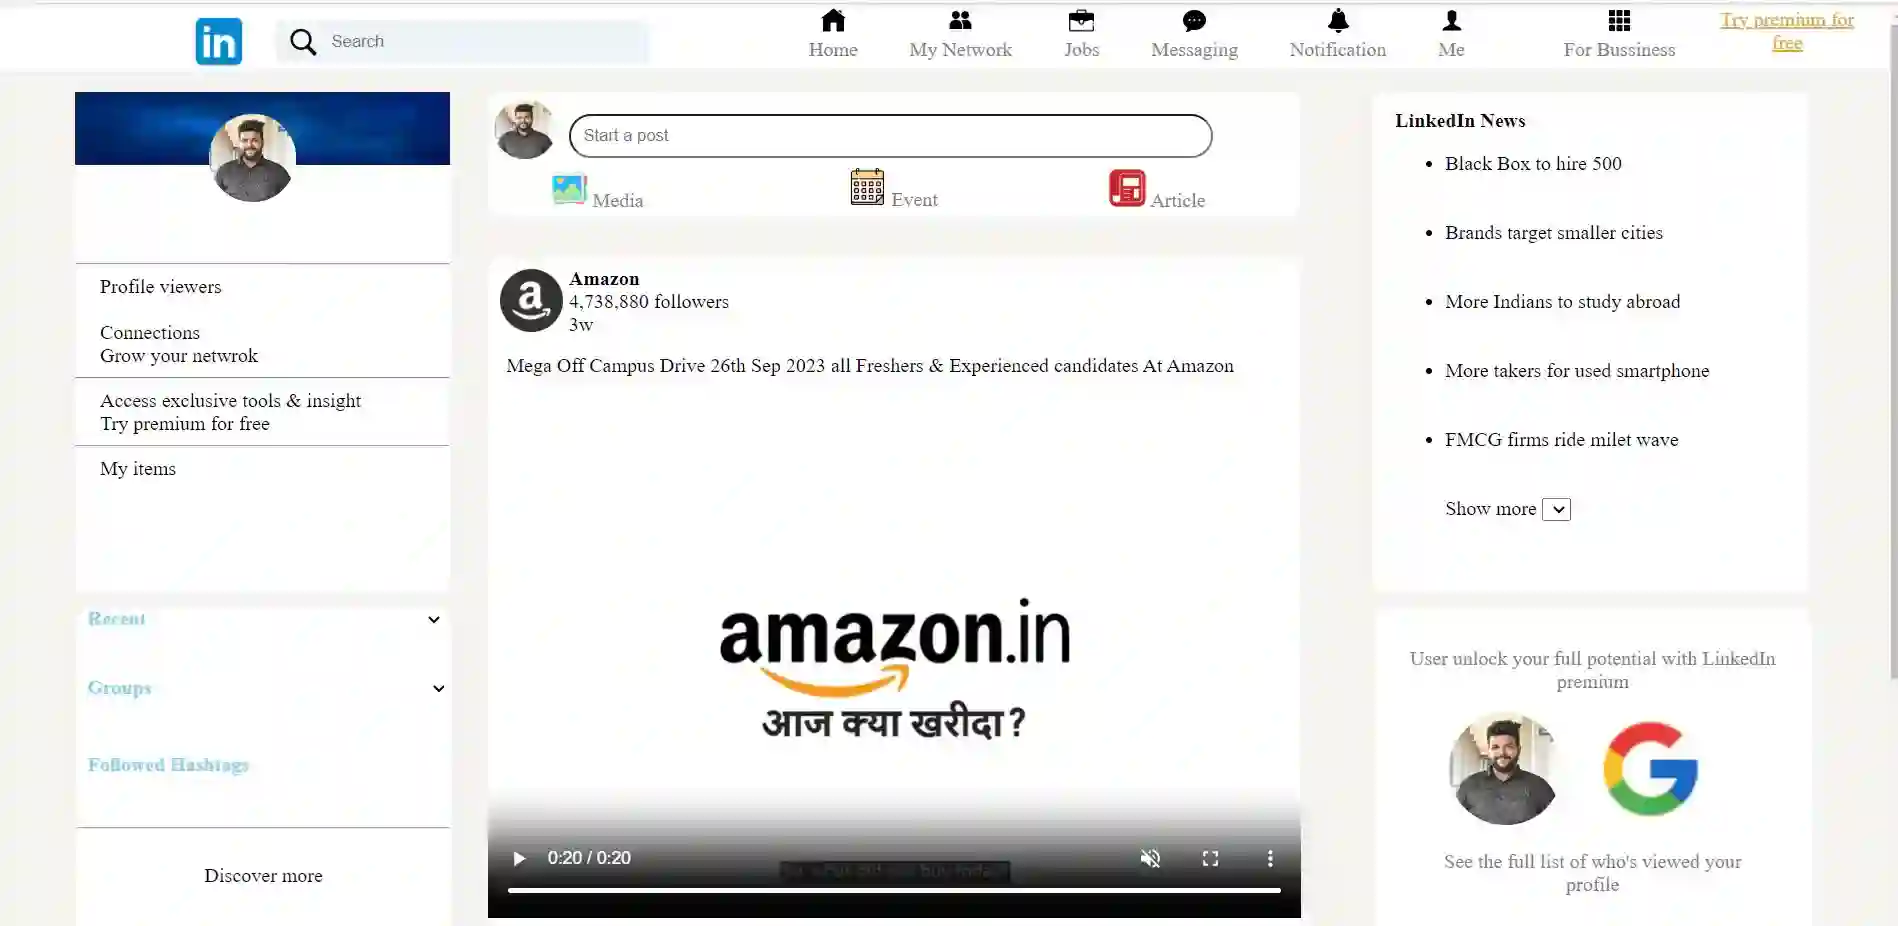 in
Search
Home
My Network
Jobs
Messaging
Notification
Me
For Bussiness
Try premium for
free
Start a post
Media
Event
Article
Profile viewers
Connections
Grow your netwrok
Access exclusive tools & insight
Try premium for free
My items
Recent
Groups
Followed Hashtags
Discover more
Amazon
4,738,880 followers
3w
Mega Off Campus Drive 26th Sep 2023 all Freshers & Experienced candidates At Amazon
amazon.in
आज क्या खरीदा?
0:20 / 0:20
LinkedIn News
Black Box to hire 500
Brands target smaller cities
More Indians to study abroad
More takers for used smartphone
FMCG firms ride milet wave
Show more
User unlock your full potential with LinkedIn
premium
See the full list of who's viewed your
profile